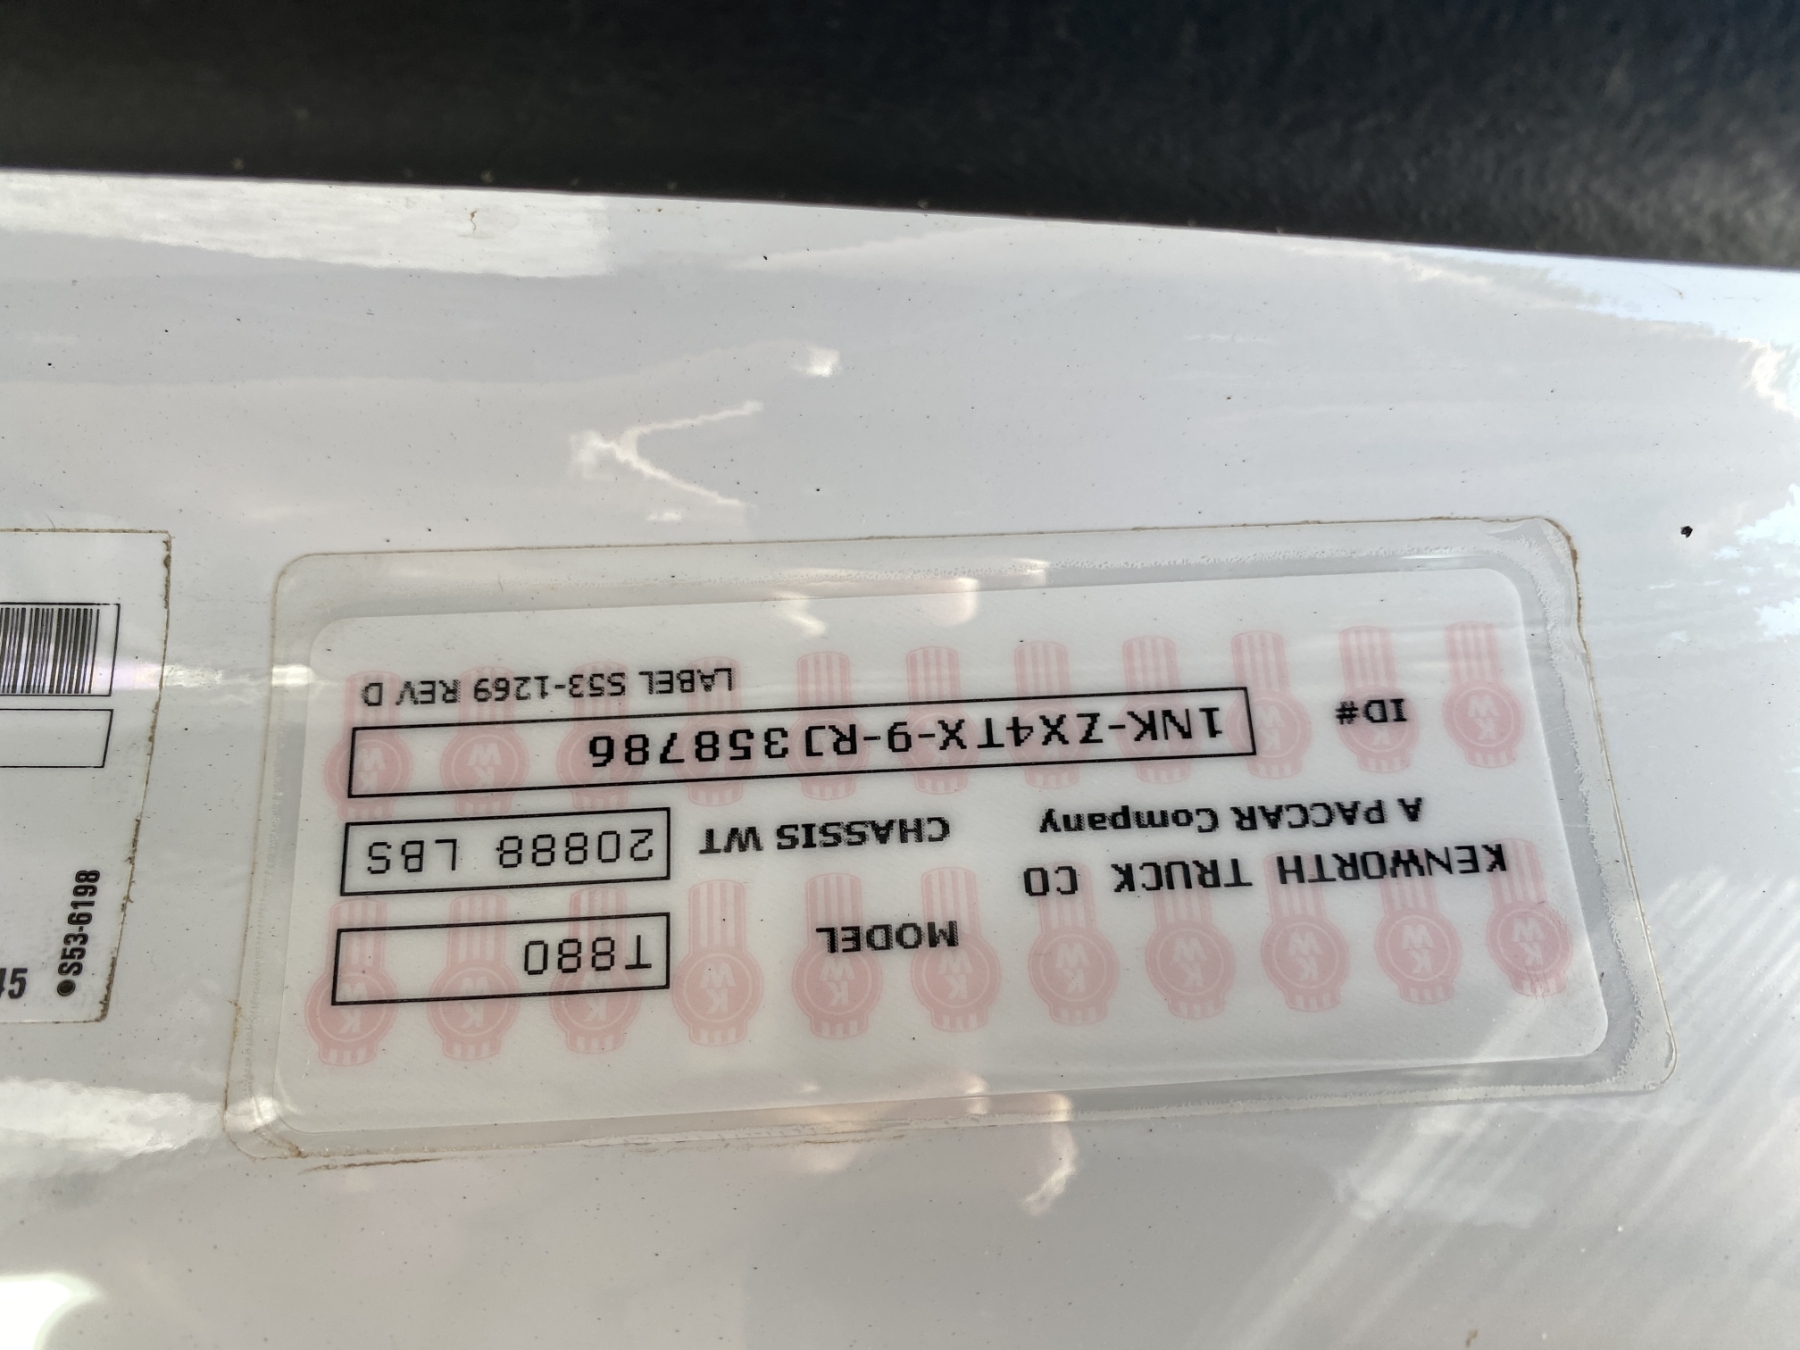 MODEL T880
KENWORTH TRUCK CO
CHASSIS WT 20888 LBS
A PACCAR Company
ID# 1NK-ZX4TX-9-RJ358786
LABEL S53-1269 REV D
●S53-6198